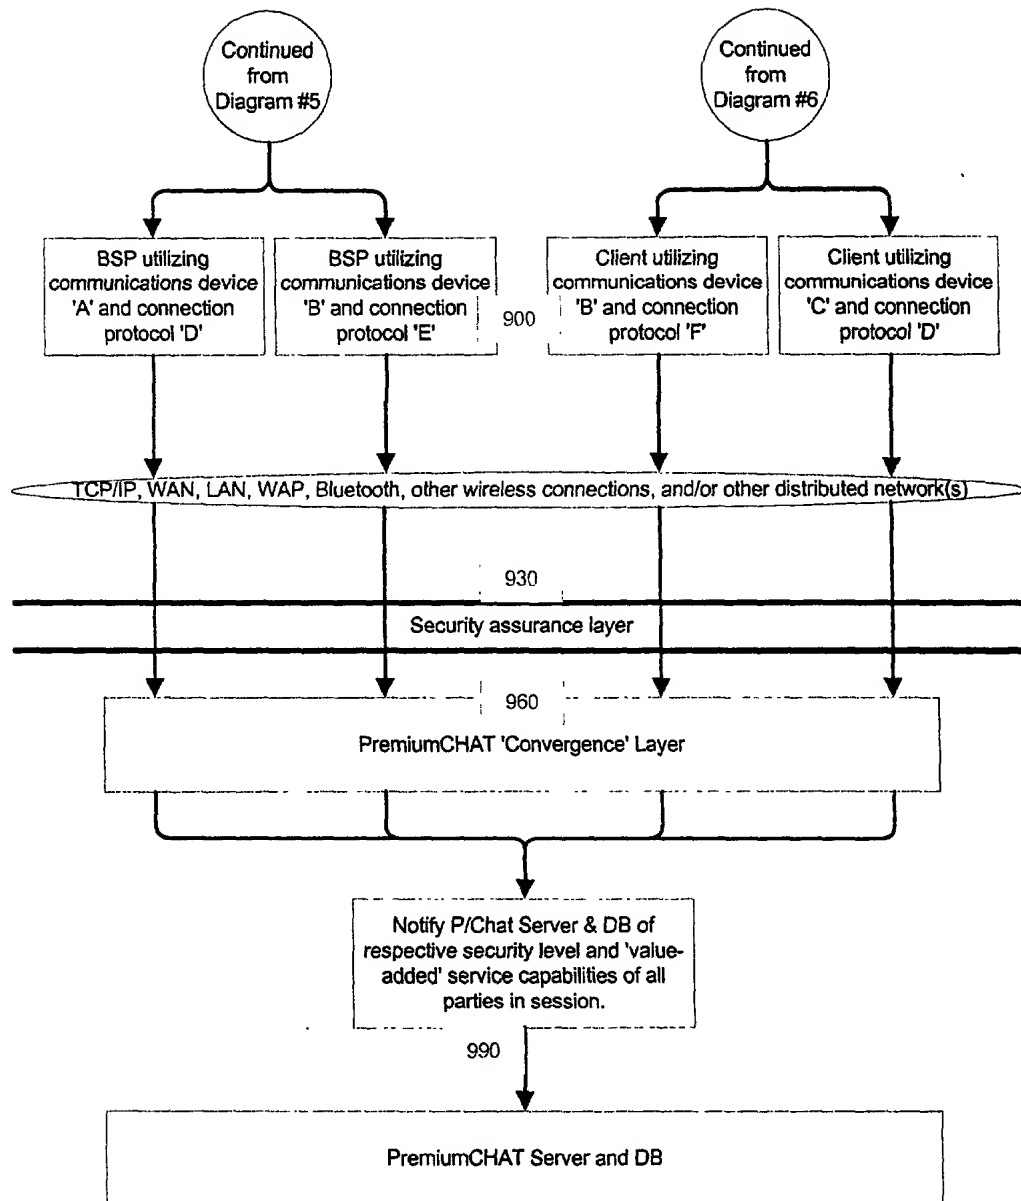 Continued
from
Diagram #5
Continued
from
Diagram #6
BSP utilizing
communications device
'A' and connection
protocol 'D'
BSP utilizing
communications device
'B' and connection
protocol 'E'
900
Client utilizing
communications device
'B' and connection
protocol 'F'
Client utilizing
communications device
'C' and connection
protocol 'D'
TCP/IP, WAN, LAN, WAP, Bluetooth, other wireless connections, and/or other distributed network(s)
930
Security assurance layer
960
PremiumCHAT 'Convergence' Layer
Notify P/Chat Server & DB of
respective security level and 'value-
added' service capabilities of all
parties in session.
990
PremiumCHAT Server and DB